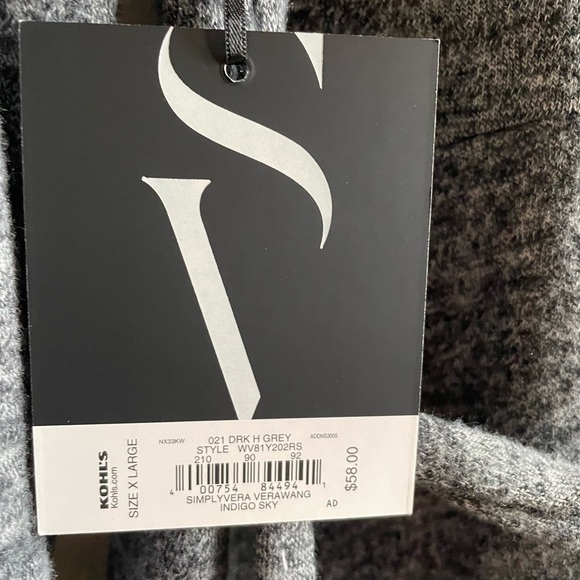 S
V
KOHL'S
Kohls.com
SIZE X LARGE
NX33KW 021 DRK H GREY
STYLE WV81Y202RS
210 90 92
4 00754 84494 1
SIMPLYVERA VERAWANG
INDIGO SKY
AD
$58.00